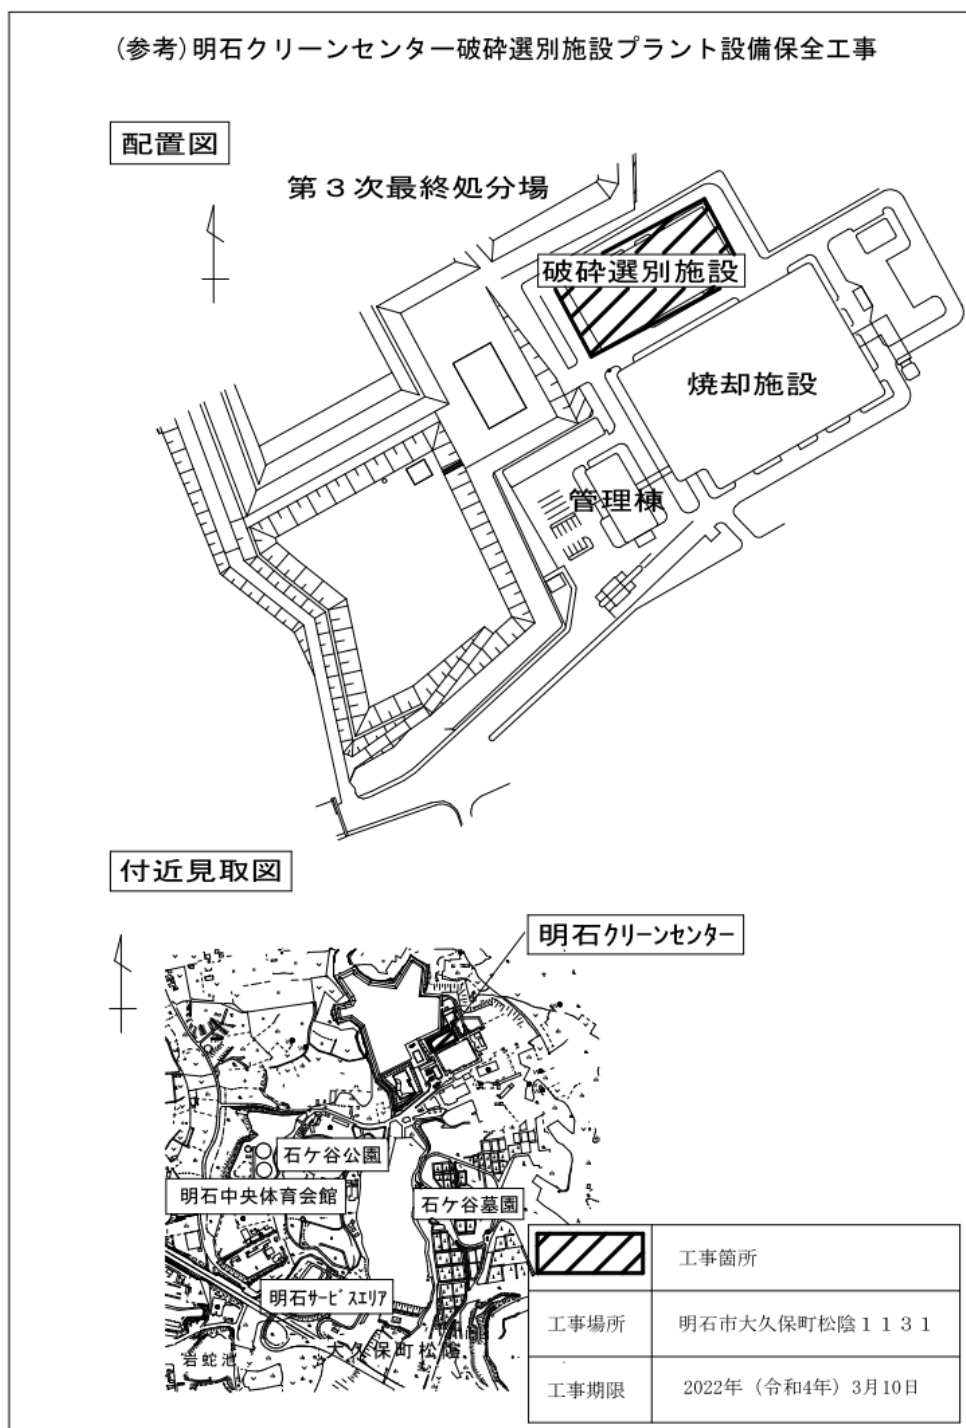 (参考)明石クリーンセンター破砕選別施設プラント設備保全工事
配置図
第3次最終処分場
破砕選別施設
焼却施設
管理棟
付近見取図
明石クリーンセンター
石ケ谷公園
明石中央体育会館
石ケ谷墓園
明石サービスエリア
大久保町松陰
岩蛇池
工事箇所
工事場所 明石市大久保町松陰1131
工事期限 2022年(令和4年)3月10日